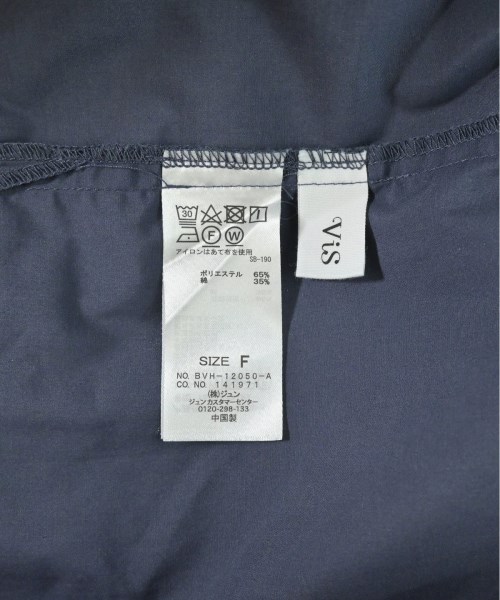 30
F W
アイロンはあて布を使用
SB-190
ポリエステル 65%
綿 35%
SIZE F
NO. BVH-12050-A
CO. NO. 141971
(株)ジュン
ジュンカスタマーセンター
0120-298-133
中国製
ViS